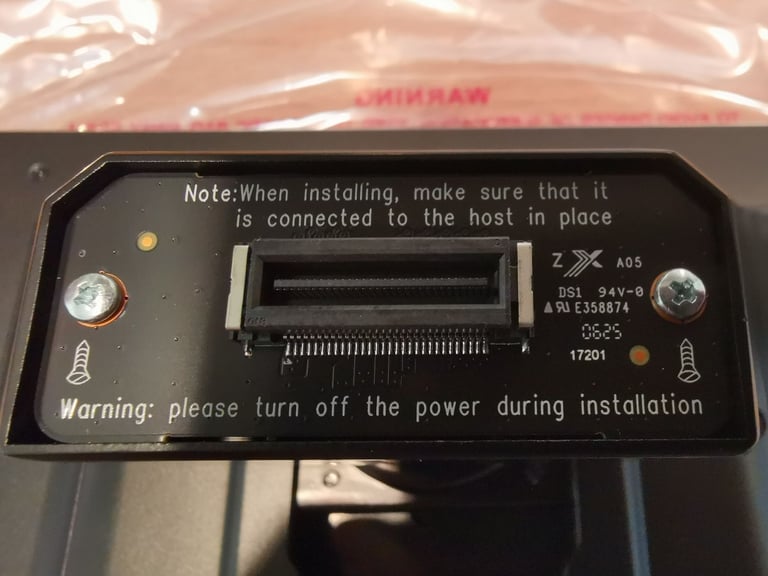 WARNING
Note:When installing, make sure that it
is connected to the host in place
Z A05
DS1 94V-0
E358874
0625
17201
Warning: please turn off the power during installation